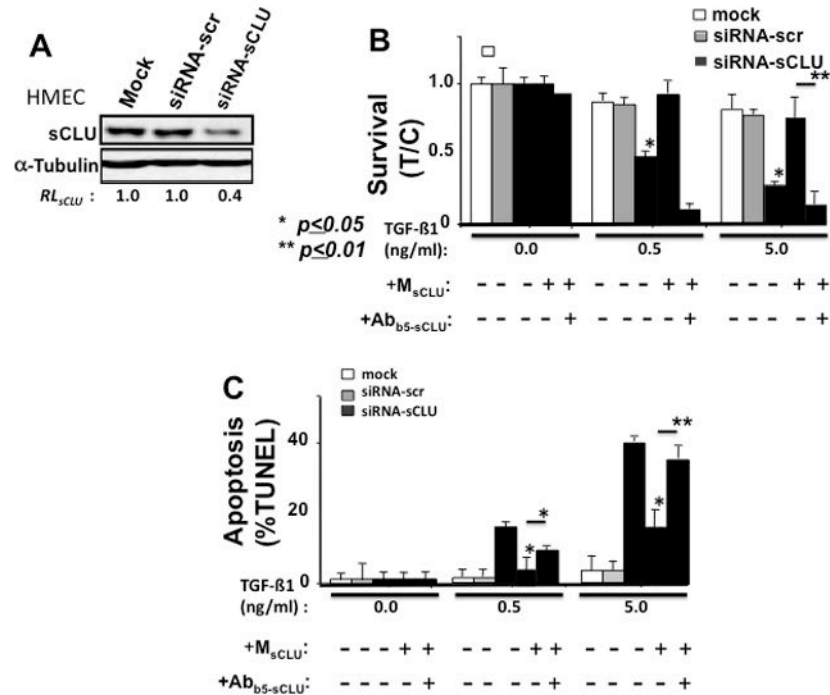 A
Mock
siRNA-scr
siRNA-sCLU
HMEC
sCLU
α-Tubulin
RLsCLU : 1.0 1.0 0.4
B
mock
siRNA-scr
siRNA-sCLU
Survival
(T/C)
1.0
0.5
0
* * **
* p≤0.05
** p≤0.01
TGF-ß1
(ng/ml): 0.0 0.5 5.0
+MsCLU: - - - + + - - - + + - - - + +
+Abb5-sCLU: - - - - + - - - - + - - - - +
C
mock
siRNA-scr
siRNA-sCLU
Apoptosis
(%TUNEL)
40
20
0
* * * **
TGF-ß1
(ng/ml) : 0.0 0.5 5.0
+MsCLU: - - - + + - - - + + - - - + +
+Abb5-sCLU: - - - - + - - - - + - - - - +